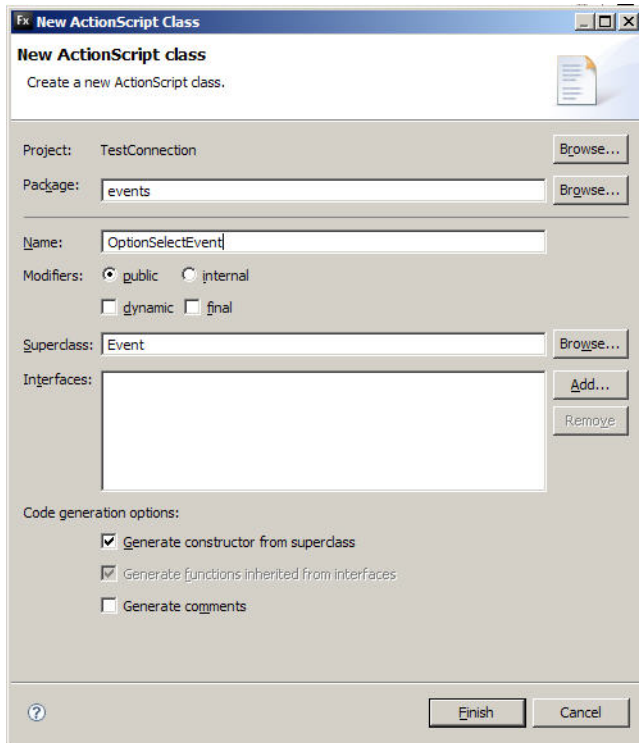 Fx New ActionScript Class
New ActionScript class
Create a new ActionScript class.
Project: TestConnection Browse...
Package: events Browse...
Name: OptionSelectEvent
Modifiers: public internal
dynamic final
Superclass: Event Browse...
Interfaces: Add...
Remove
Code generation options:
Generate constructor from superclass
Generate functions inherited from interfaces
Generate comments
? Finish Cancel